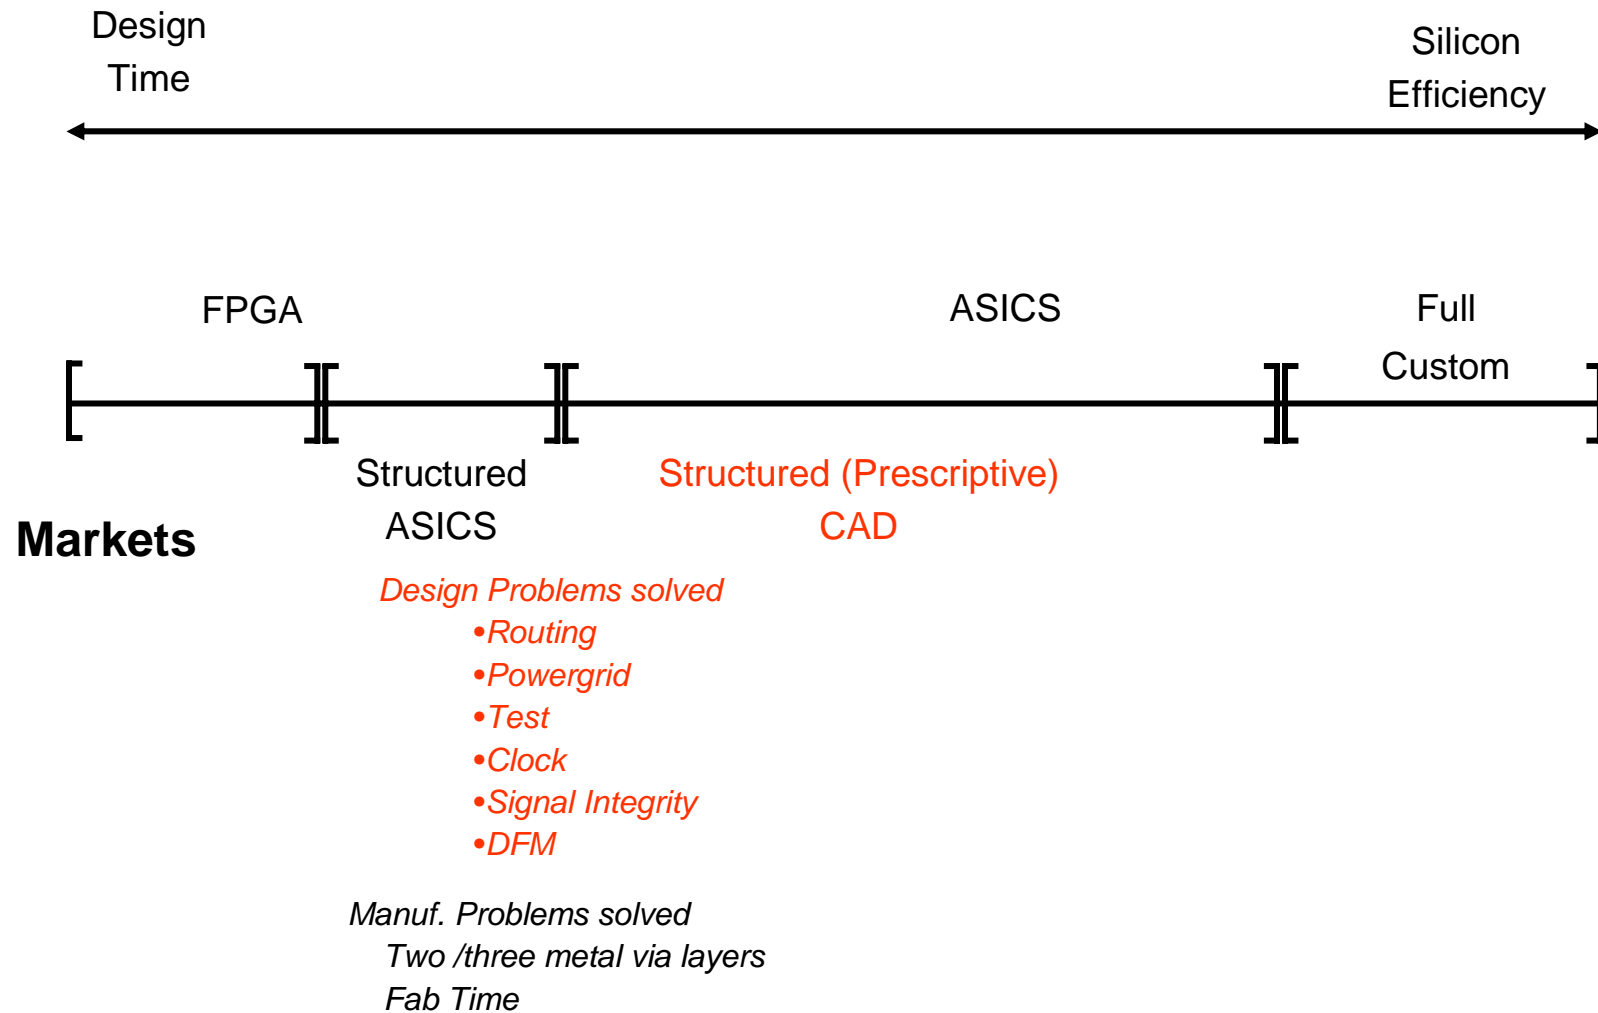 Design
Time
Silicon
Efficiency
FPGA
ASICS
Full
Custom
Structured
ASICS
Structured (Prescriptive)
CAD
Markets
Design Problems solved
•Routing
•Powergrid
•Test
•Clock
•Signal Integrity
•DFM
Manuf. Problems solved
Two /three metal via layers
Fab Time